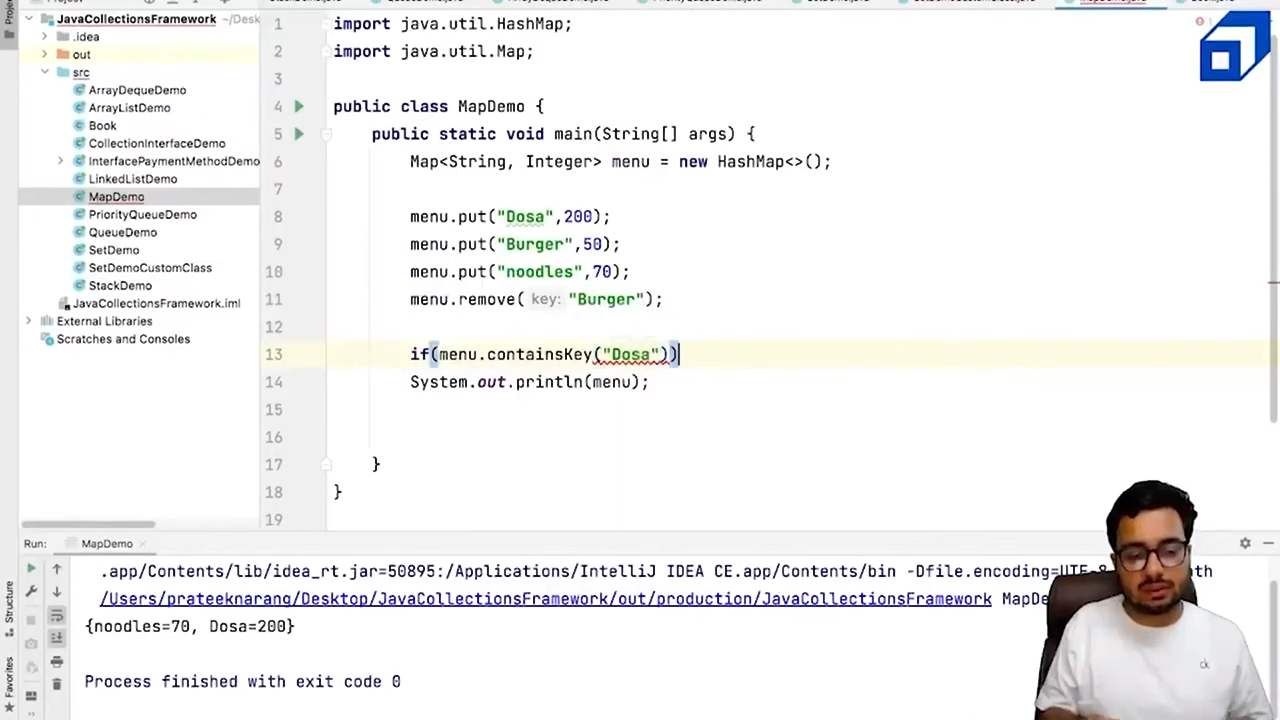 JavaCollectionsFramework ~/Desk
.idea
out
src
ArrayDequeDemo
ArrayListDemo
Book
CollectionInterfaceDemo
InterfacePaymentMethodDemo
LinkedListDemo
MapDemo
PriorityQueueDemo
QueueDemo
SetDemo
SetDemoCustomClass
StackDemo
JavaCollectionsFramework.iml
External Libraries
Scratches and Consoles
1 import java.util.HashMap;
2 import java.util.Map;
3
4 public class MapDemo {
5 public static void main(String[] args) {
6 Map<String, Integer> menu = new HashMap<>();
7
8 menu.put("Dosa",200);
9 menu.put("Burger",50);
10 menu.put("noodles",70);
11 menu.remove( key: "Burger");
12
13 if(menu.containsKey("Dosa"))
14 System.out.println(menu);
15
16
17 }
18 }
19
Run: MapDemo
.app/Contents/lib/idea_rt.jar=50895:/Applications/IntelliJ IDEA CE.app/Contents/bin -Dfile.encoding=UTF-8
/Users/prateeknarang/Desktop/JavaCollectionsFramework/out/production/JavaCollectionsFramework MapDe
{noodles=70, Dosa=200}
Process finished with exit code 0
Structure
Favorites